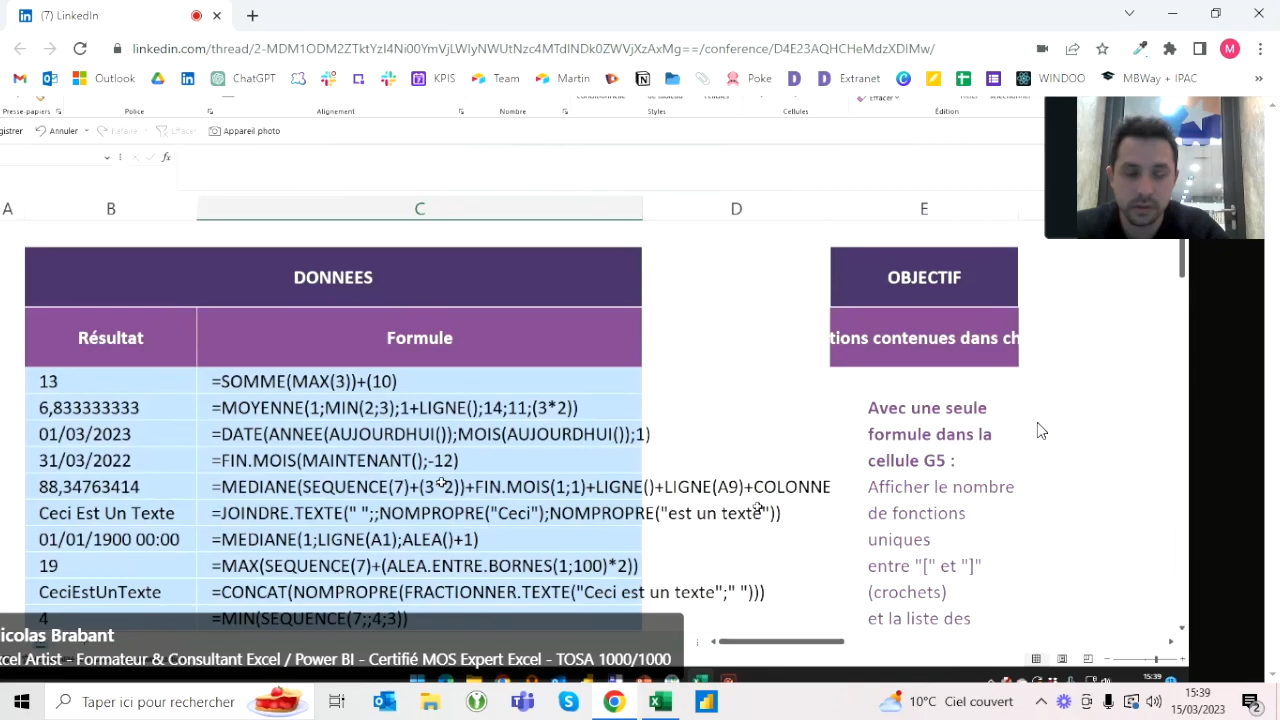 (7) LinkedIn
linkedin.com/thread/2-MDM1ODM2ZTktYzI4Ni00YmVjLWIyNWUtNzc4MTdlNDk0ZWVjXzAxMg==/conference/D4E23AQHCHeMdzXDIMw/
Outlook ChatGPT KPIS Team Martin Poke Extranet WINDOO MBWay + IPAC »
Effacer
Presse-papiers Police Alignement Nombre Styles Cellules Édition
gistrer Annuler Refaire Effacer Appareil photo
fx
A B C D E
DONNEES OBJECTIF
Résultat Formule tions contenues dans ch
13 =SOMME(MAX(3))+(10)
6,833333333 =MOYENNE(1;MIN(2;3);1+LIGNE();14;11;(3*2)) Avec une seule
01/03/2023 =DATE(ANNEE(AUJOURDHUI());MOIS(AUJOURDHUI());1) formule dans la
31/03/2022 =FIN.MOIS(MAINTENANT();-12) cellule G5 :
88,34763414 =MEDIANE(SEQUENCE(7)+(3*2))+FIN.MOIS(1;1)+LIGNE()+LIGNE(A9)+COLONNE Afficher le nombre
Ceci Est Un Texte =JOINDRE.TEXTE(" ";;NOMPROPRE("Ceci");NOMPROPRE("est un texte")) de fonctions
01/01/1900 00:00 =MEDIANE(1;LIGNE(A1);ALEA()+1) uniques
19 =MAX(SEQUENCE(7)+(ALEA.ENTRE.BORNES(1;100)*2)) entre "[" et "]"
CeciEstUnTexte =CONCAT(NOMPROPRE(FRACTIONNER.TEXTE("Ceci est un texte";" "))) (crochets)
4 =MIN(SEQUENCE(7;;4;3)) et la liste des
icolas Brabant
xcel Artist - Formateur & Consultant Excel / Power BI - Certifié MOS Expert Excel - TOSA 1000/1000
15:39
Taper ici pour rechercher 10°C Ciel couvert 15:39
15/03/2023 2